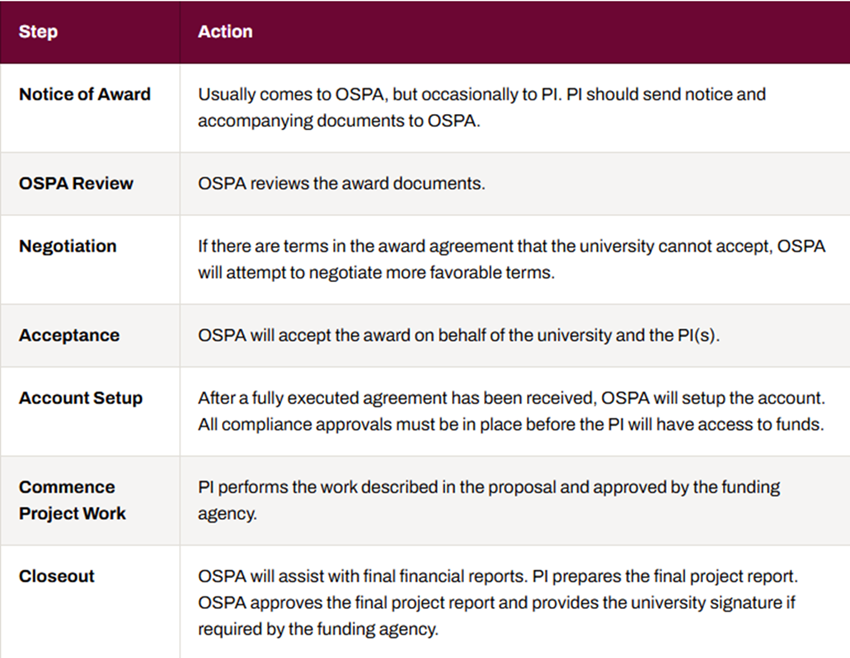 Step
Action
Notice of Award
Usually comes to OSPA, but occasionally to PI. PI should send notice and
accompanying documents to OSPA.
OSPA Review
OSPA reviews the award documents.
Negotiation
If there are terms in the award agreement that the university cannot accept, OSPA
will attempt to negotiate more favorable terms.
Acceptance
OSPA will accept the award on behalf of the university and the PI(s).
Account Setup
After a fully executed agreement has been received, OSPA will setup the account.
All compliance approvals must be in place before the PI will have access to funds.
Commence
Project Work
PI performs the work described in the proposal and approved by the funding
agency.
Closeout
OSPA will assist with final financial reports. PI prepares the final project report.
OSPA approves the final project report and provides the university signature if
required by the funding agency.